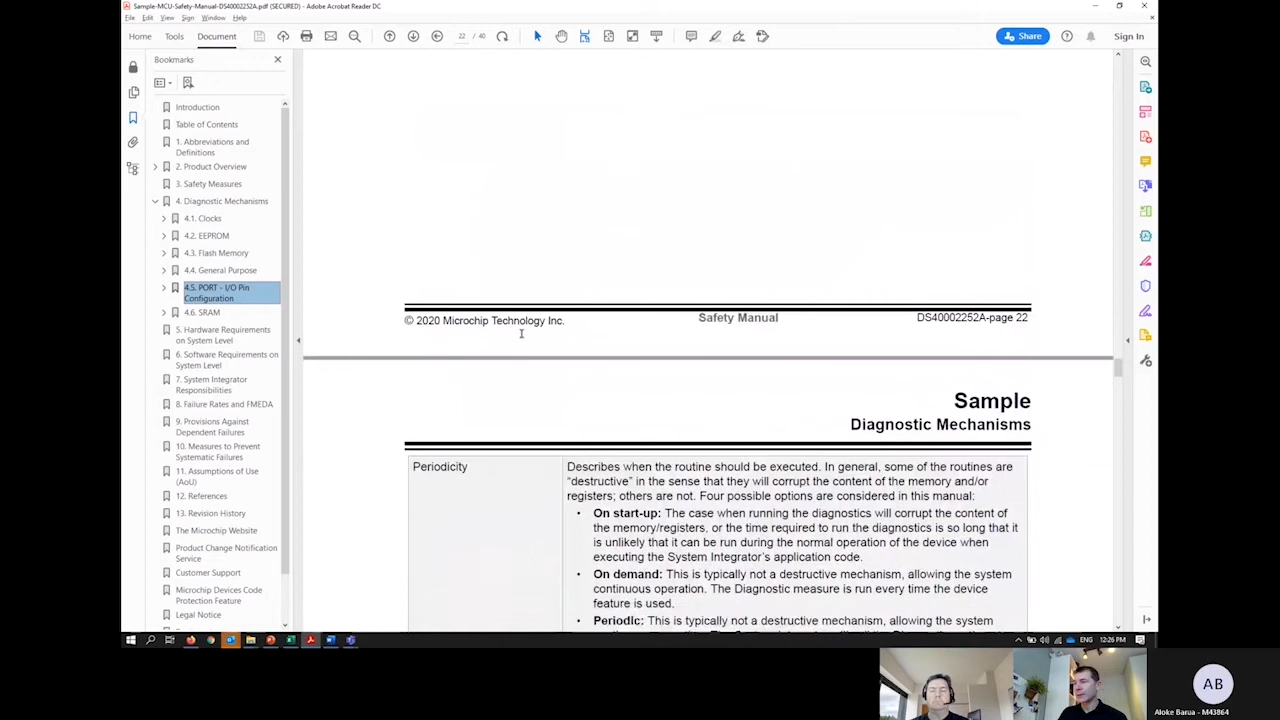 Sample-MCU-Safety-Manual-DS40002252A.pdf (SECURED) - Adobe Acrobat Reader DC
File Edit View Sign Window Help
Home Tools Document 22 / 40 Share Sign In
Bookmarks
Introduction
Table of Contents
1. Abbreviations and
Definitions
2. Product Overview
3. Safety Measures
4. Diagnostic Mechanisms
4.1. Clocks
4.2. EEPROM
4.3. Flash Memory
4.4. General Purpose
4.5. PORT - I/O Pin
Configuration
4.6. SRAM
5. Hardware Requirements
on System Level
6. Software Requirements on
System Level
7. System Integrator
Responsibilities
8. Failure Rates and FMEDA
9. Provisions Against
Dependent Failures
10. Measures to Prevent
Systematic Failures
11. Assumptions of Use
(AoU)
12. References
13. Revision History
The Microchip Website
Product Change Notification
Service
Customer Support
Microchip Devices Code
Protection Feature
Legal Notice
© 2020 Microchip Technology Inc. Safety Manual DS40002252A-page 22
Sample
Diagnostic Mechanisms
Periodicity
Describes when the routine should be executed. In general, some of the routines are
“destructive” in the sense that they will corrupt the content of the memory and/or
registers; others are not. Four possible options are considered in this manual:
• On start-up: The case when running the diagnostics will corrupt the content of
the memory/registers, or the time required to run the diagnostics is so long that it
is unlikely that it can be run during the normal operation of the device when
executing the System Integrator's application code.
• On demand: This is typically not a destructive mechanism, allowing the system
continuous operation. The Diagnostic measure is run every time the device
feature is used.
• Periodic: This is typically not a destructive mechanism, allowing the system
ENG 12:26 PM
AB
Aloke Barua - M43864